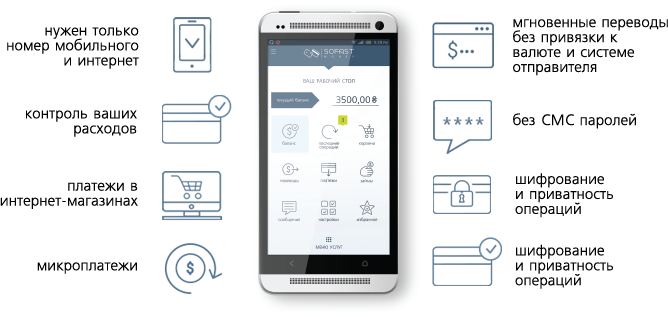 нужен только
номер мобильного
и интернет
контроль ваших
расходов
платежи в
интернет-магазинах
микроплатежи
SOFAST
ВАШ РАБОЧИЙ СТОЛ
текущий баланс
3500,00 ₴
3
баланс
последние
операции
корзина
переводы
платежи
займы
сообщения
настройки
избранное
МЕНЮ УСЛУГ
$
мгновенные переводы
без привязки к
валюте и системе
отправителя
$...
без СМС паролей
****
шифрование
и приватность
операций
шифрование
и приватность
операций